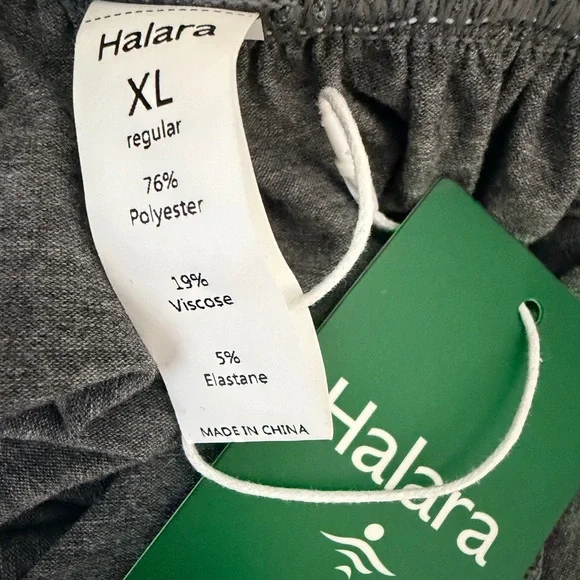 Halara
XL
regular
76%
Polyester
19%
Viscose
5%
Elastane
MADE IN CHINA
Halara